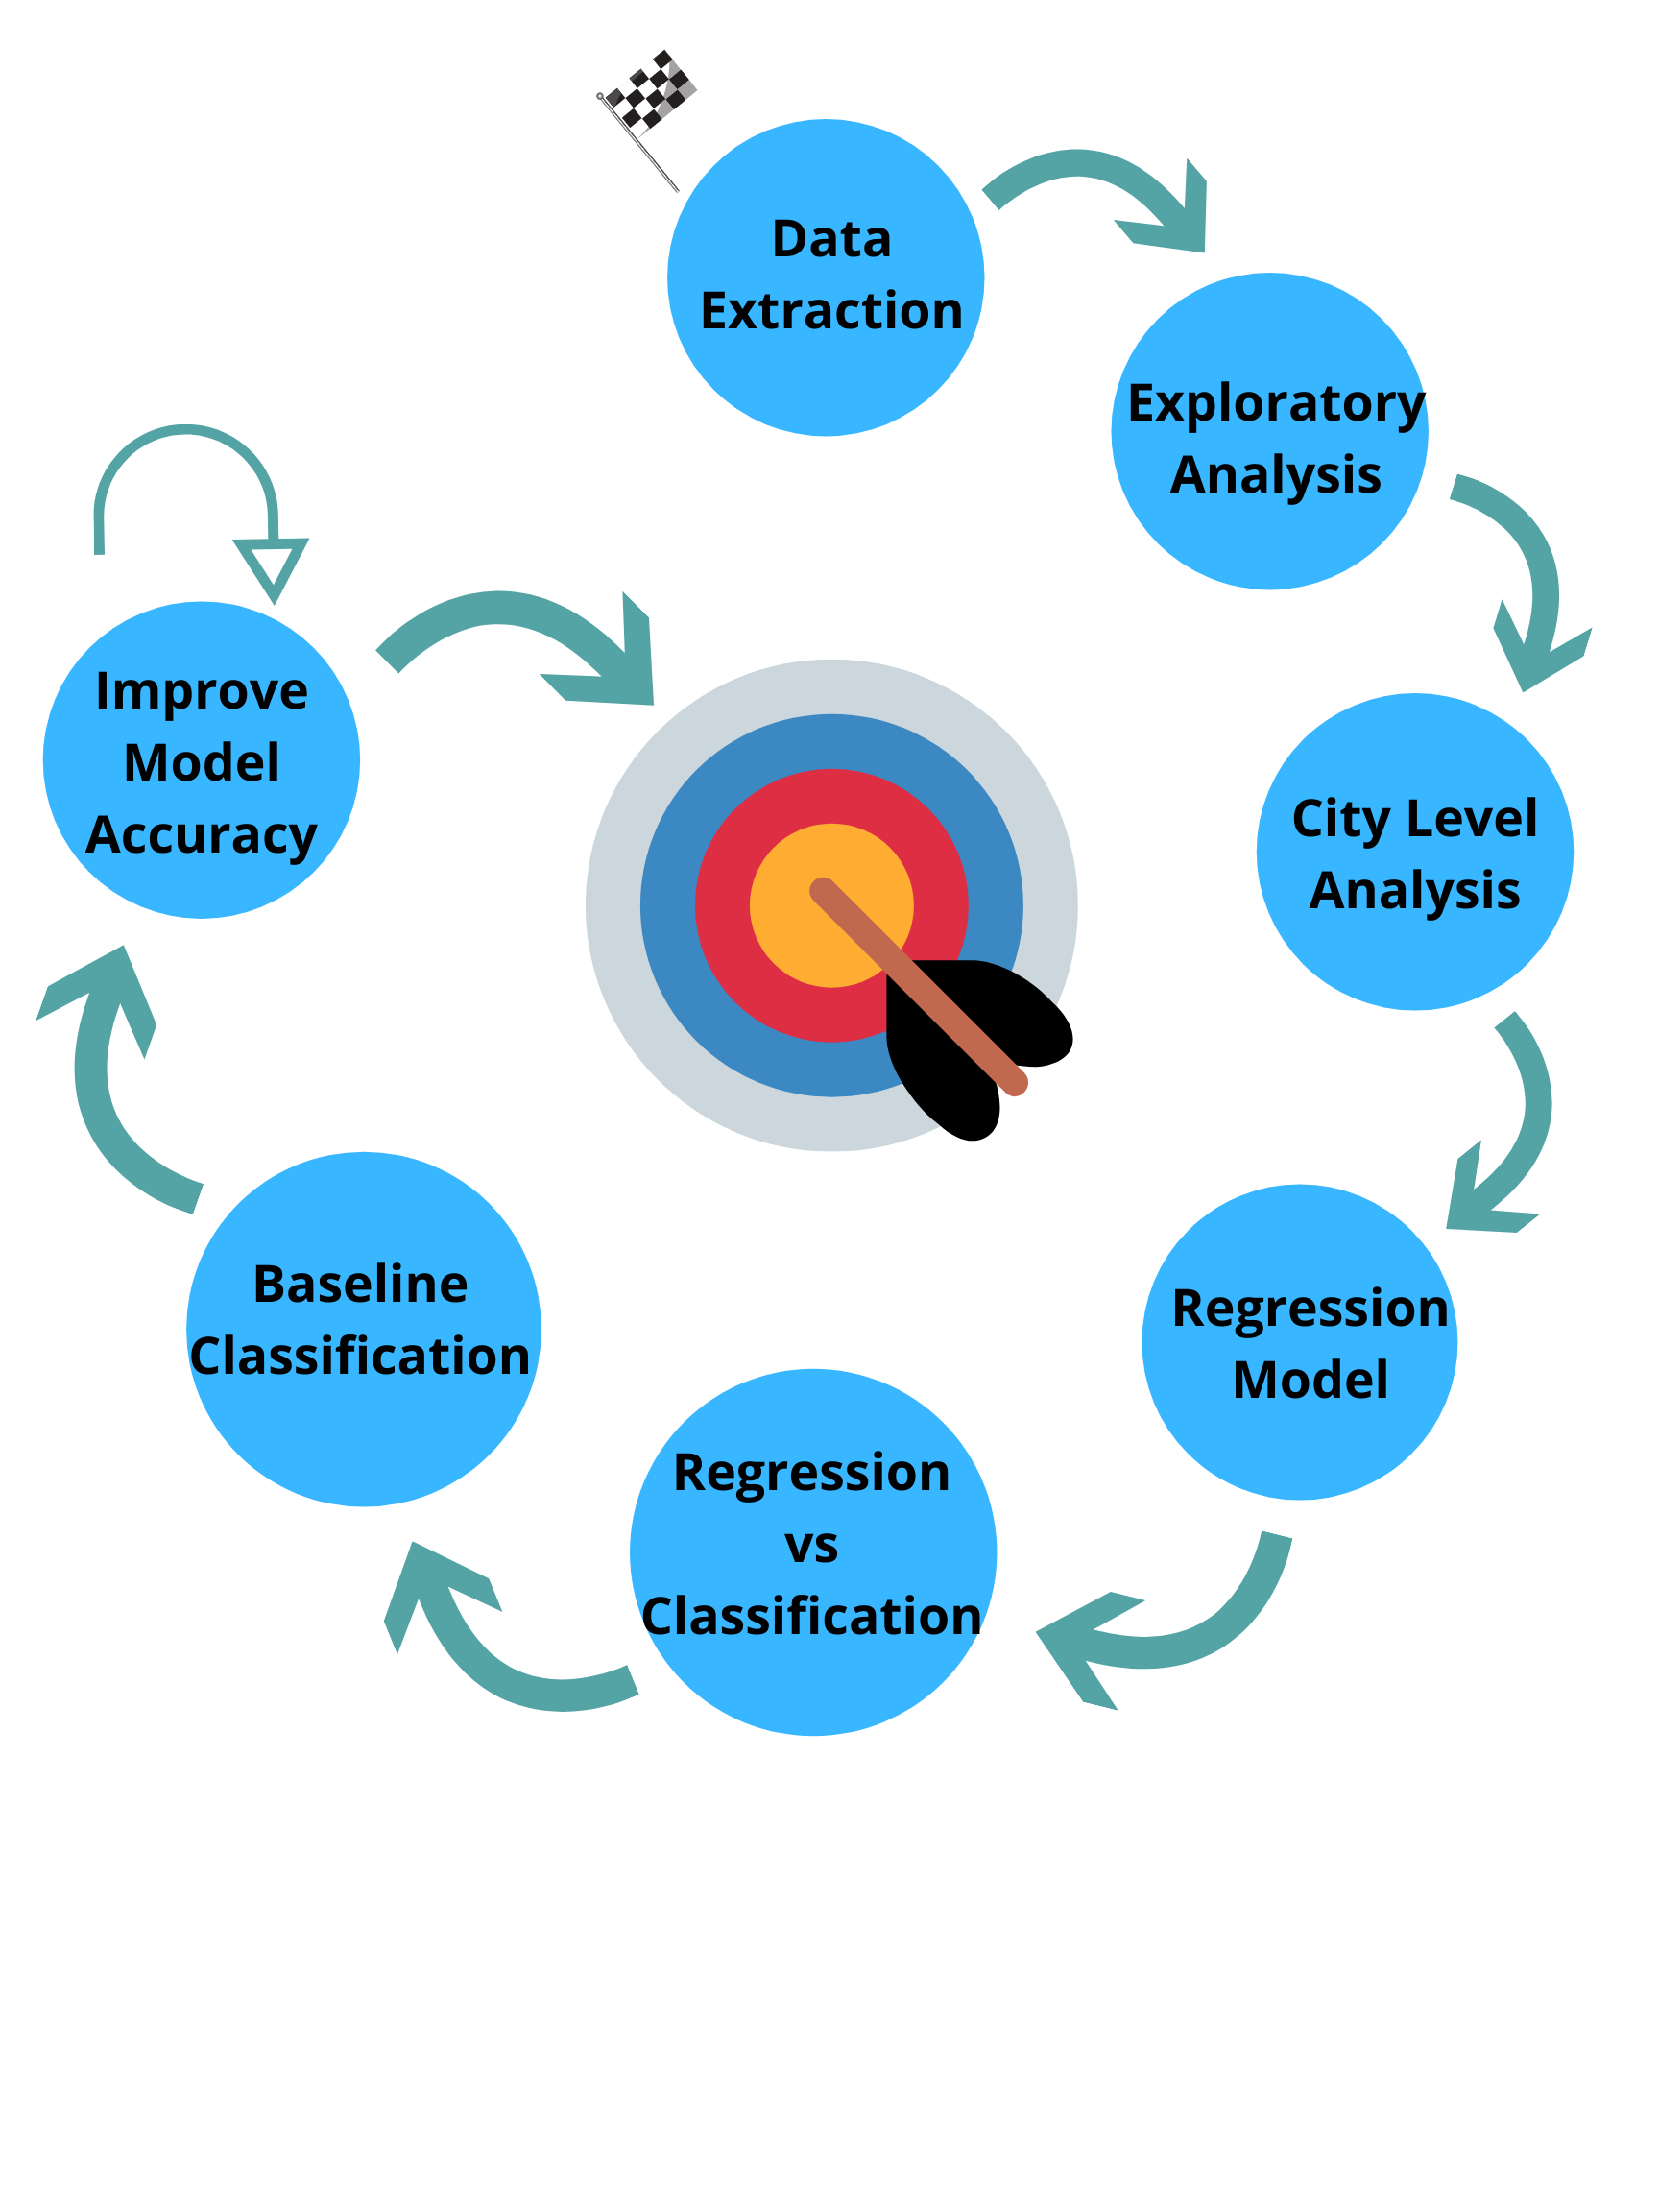 Data
Extraction
Exploratory
Analysis
City Level
Analysis
Regression
Model
Regression
vs
Classification
Baseline
Classification
Improve
Model
Accuracy